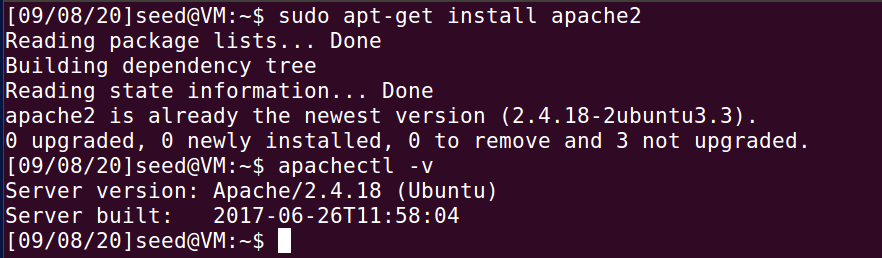 [09/08/20]seed@VM:~$ sudo apt-get install apache2
Reading package lists... Done
Building dependency tree
Reading state information... Done
apache2 is already the newest version (2.4.18-2ubuntu3.3).
0 upgraded, 0 newly installed, 0 to remove and 3 not upgraded.
[09/08/20]seed@VM:~$ apachectl -v
Server version: Apache/2.4.18 (Ubuntu)
Server built:   2017-06-26T11:58:04
[09/08/20]seed@VM:~$